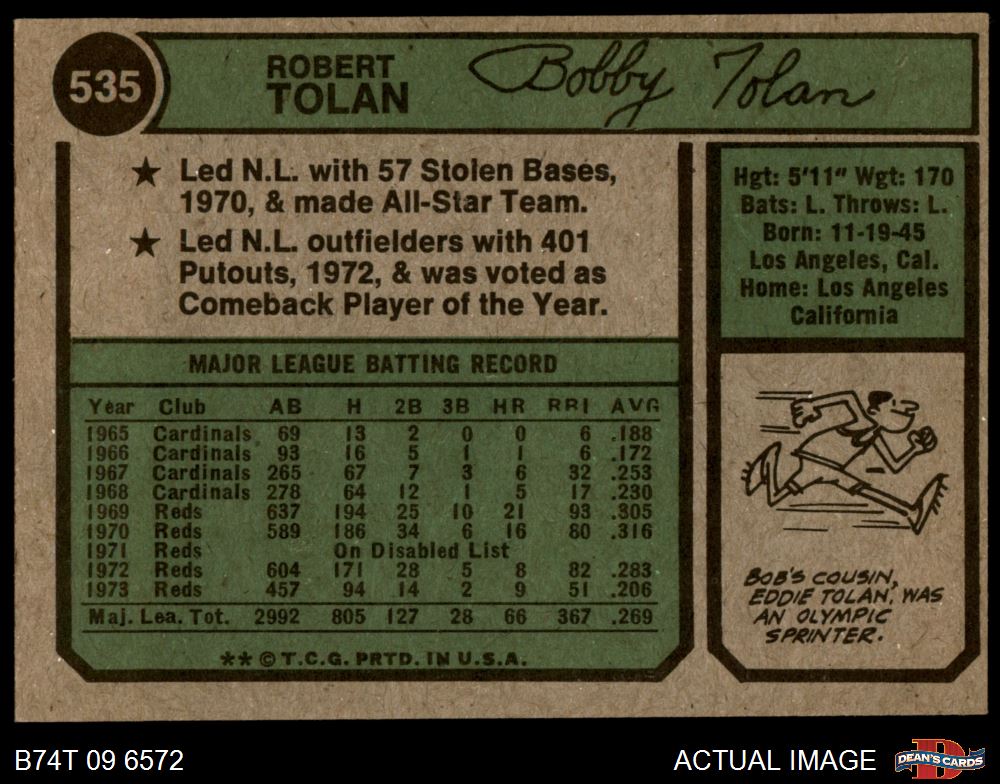 535
ROBERT
TOLAN
Bobby Tolan
★ Led N.L. with 57 Stolen Bases,
1970, & made All-Star Team.
★ Led N.L. outfielders with 401
Putouts, 1972, & was voted as
Comeback Player of the Year.
Hgt: 5'11" Wgt: 170
Bats: L. Throws: L.
Born: 11-19-45
Los Angeles, Cal.
Home: Los Angeles
California
MAJOR LEAGUE BATTING RECORD
Year Club AB H 2B 3B HR RBI AVG
1965 Cardinals 69 13 2 0 0 6 .188
1966 Cardinals 93 16 5 1 1 6 .172
1967 Cardinals 265 67 7 3 6 32 .253
1968 Cardinals 278 64 12 1 5 17 .230
1969 Reds 637 194 25 10 21 93 .305
1970 Reds 589 186 34 6 16 80 .316
1971 Reds On Disabled List
1972 Reds 604 171 28 5 8 82 .283
1973 Reds 457 94 14 2 9 51 .206
Maj. Lea. Tot. 2992 805 127 28 66 367 .269
** © T.C.G. PRTD. IN U.S.A.
BOB'S COUSIN,
EDDIE TOLAN, WAS
AN OLYMPIC
SPRINTER.
B74T 09 6572
ACTUAL IMAGE
DEAN'S CARDS